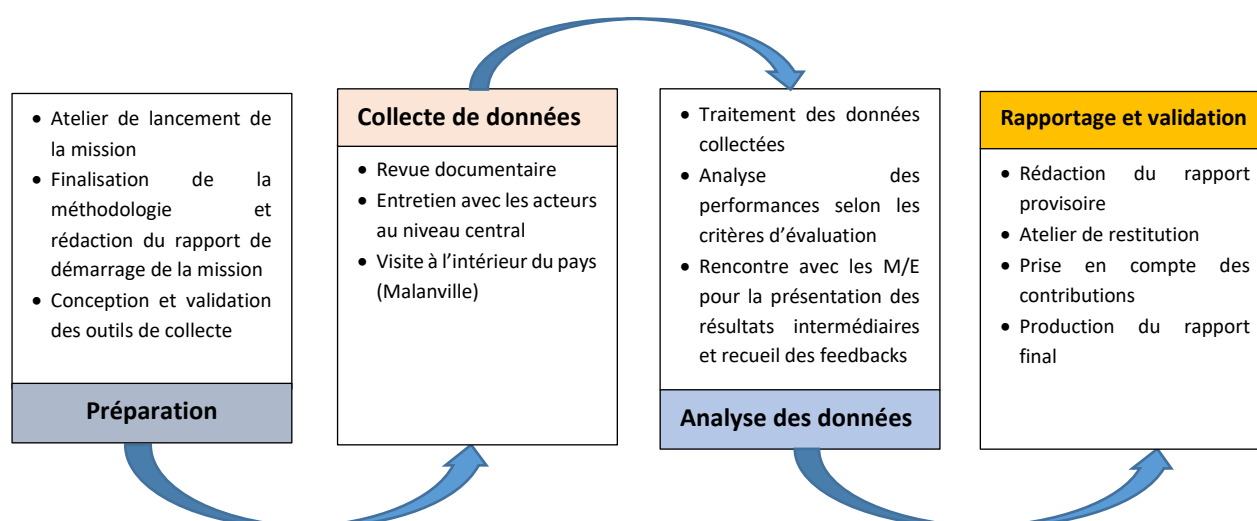 • Atelier de lancement de
la mission
• Finalisation de la
méthodologie et
rédaction du rapport de
démarrage de la mission
• Conception et validation
des outils de collecte
Préparation
Collecte de données
• Revue documentaire
• Entretien avec les acteurs
au niveau central
• Visite à l’intérieur du pays
(Malanville)
• Traitement des données
collectées
• Analyse des
performances selon les
critères d’évaluation
• Rencontre avec les M/E
pour la présentation des
résultats intermédiaires
et recueil des feedbacks
Analyse des données
Rapportage et validation
• Rédaction du rapport
provisoire
• Atelier de restitution
• Prise en compte des
contributions
• Production du rapport
final